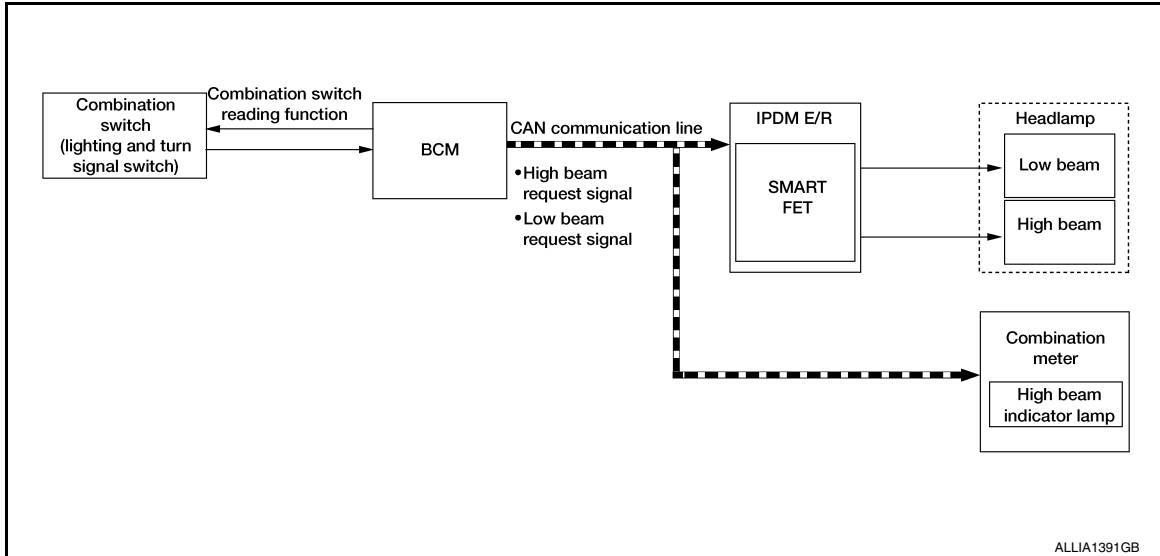 Combination
switch
(lighting and turn
signal switch)
Combination switch
reading function
BCM
CAN communication line
•High beam
request signal
•Low beam
request signal
IPDM E/R
SMART
FET
Headlamp
Low beam
High beam
Combination
meter
High beam
indicator lamp
ALLIA1391GB